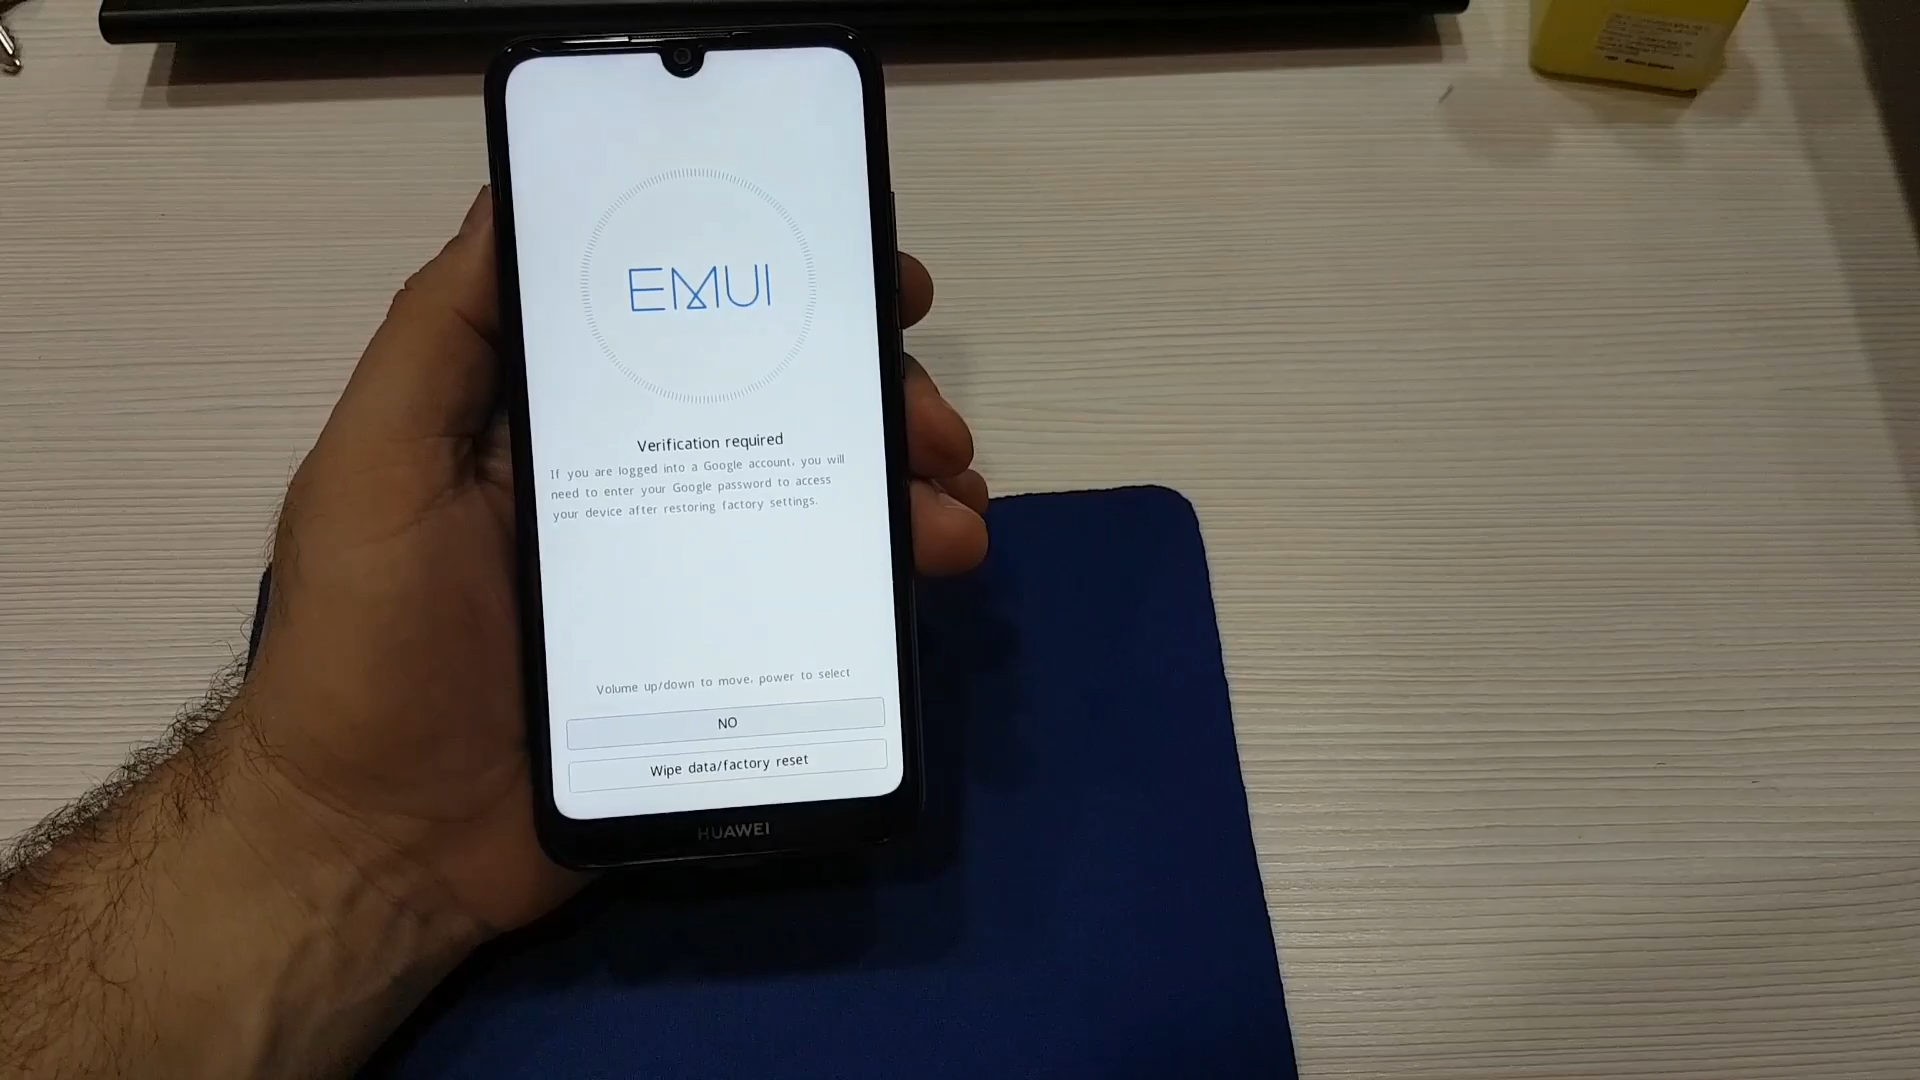 EMUI
Verification required
If you are logged into a Google account, you will
need to enter your Google password to access
your device after restoring factory settings.
Volume up/down to move, power to select
NO
Wipe data/factory reset
HUAWEI